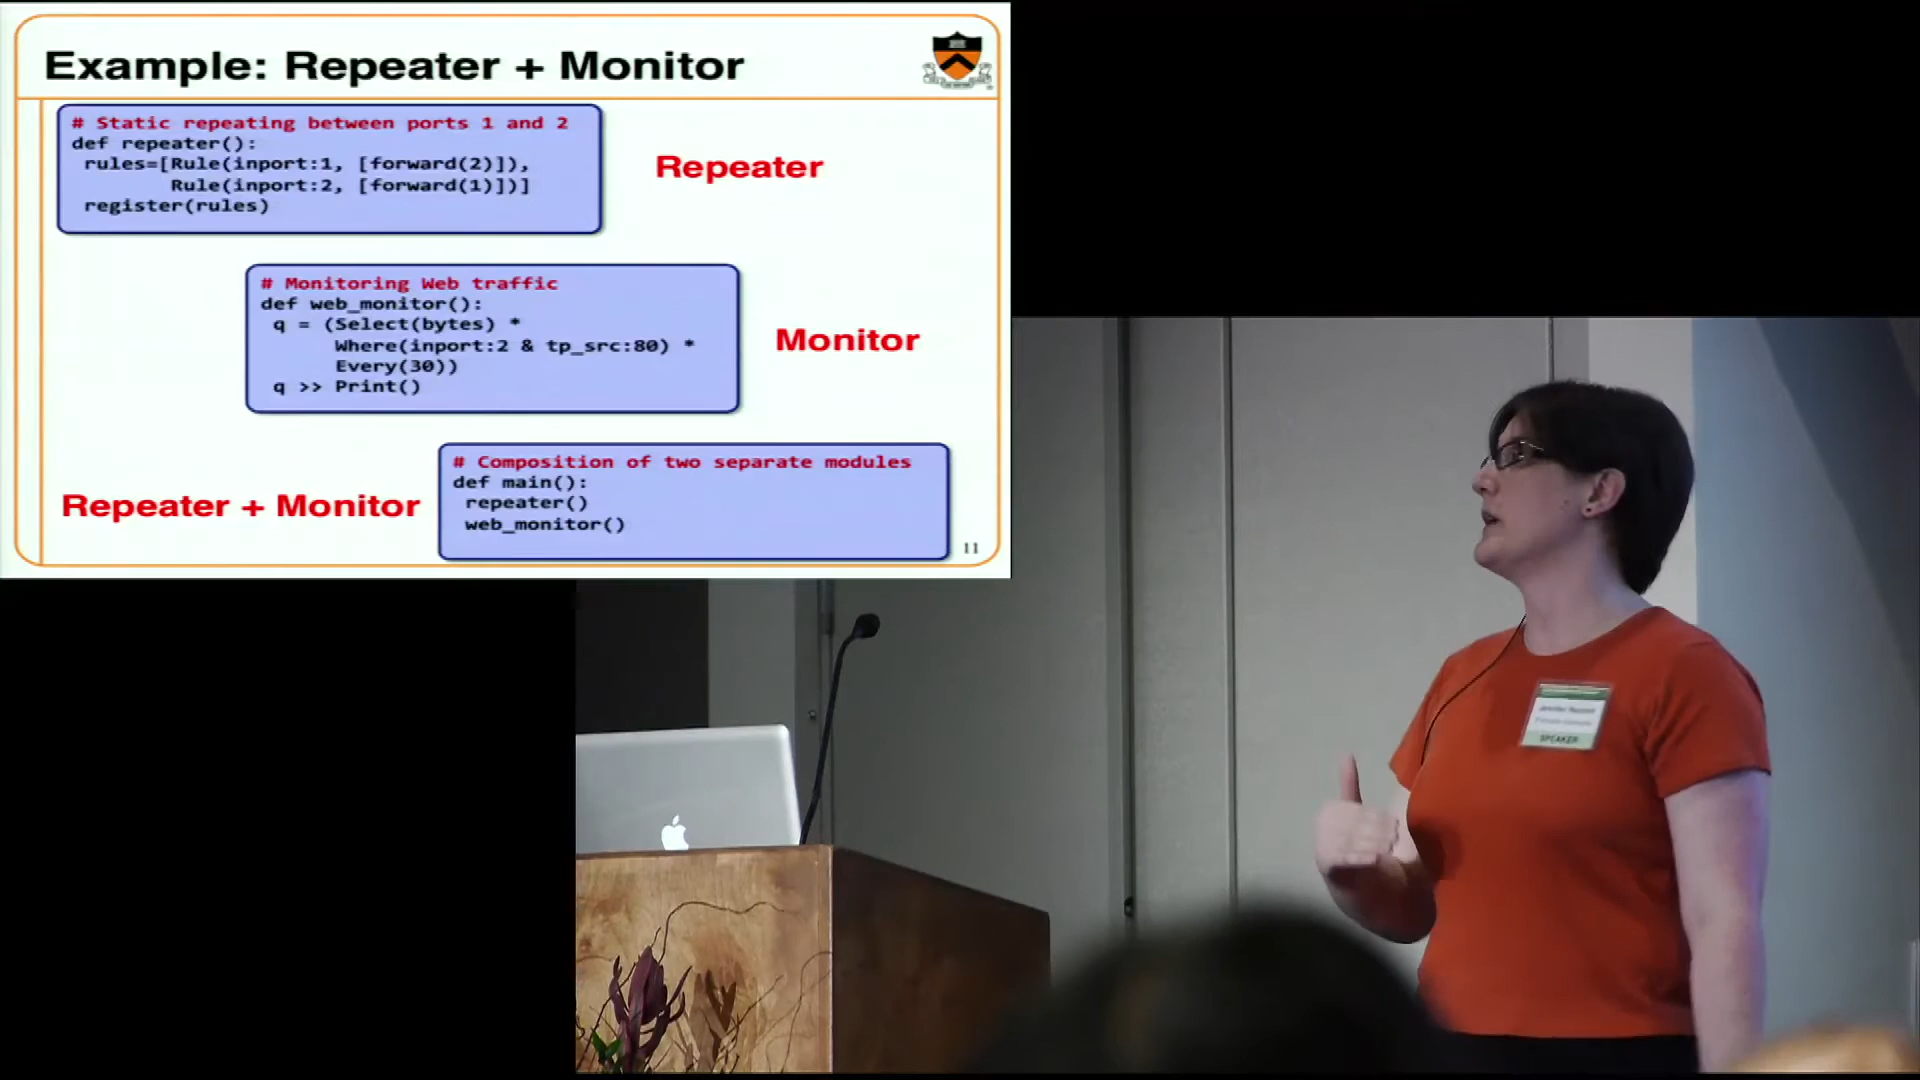 Example: Repeater + Monitor
# Static repeating between ports 1 and 2
def repeater():
rules=[Rule(inport:1, [forward(2)]),
Rule(inport:2, [forward(1)])]
register(rules)
Repeater
# Monitoring Web traffic
def web_monitor():
q = (Select(bytes) *
Where(inport:2 & tp_src:80) *
Every(30))
q >> Print()
Monitor
Repeater + Monitor
# Composition of two separate modules
def main():
repeater()
web_monitor()
11
SPEAKER